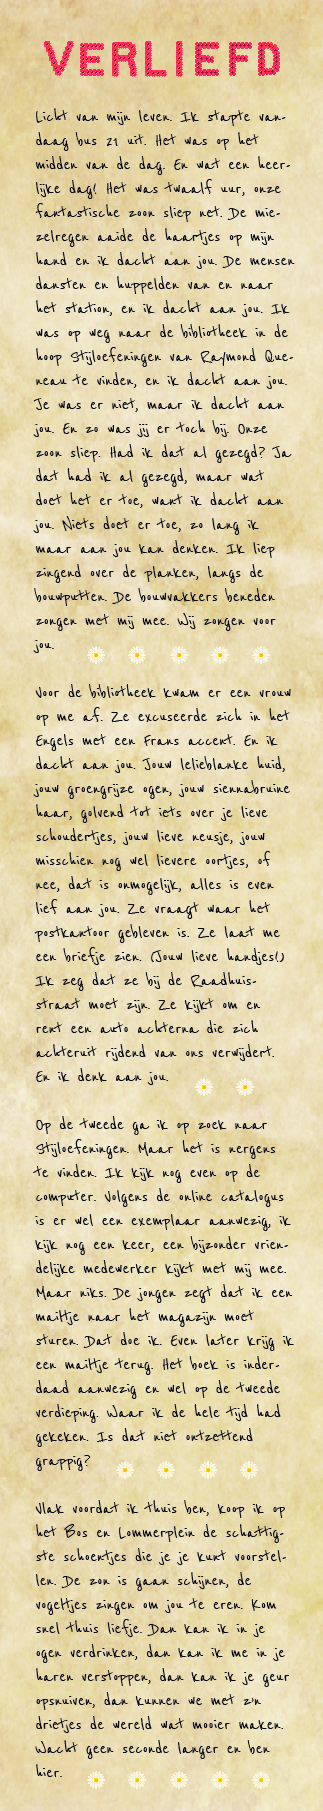 VERLIEFD
Licht van mijn leven. Ik stapte van-
daag bus 21 uit. Het was op het
midden van de dag. En wat een heer-
lijke dag! Het was twaalf uur, onze
fantastische zoon sliep net. De mie-
zelregen aaide de haartjes op mijn
hand en ik dacht aan jou. De mensen
dansten en huppelden van en naar
het station, en ik dacht aan jou. Ik
was op weg naar de bibliotheek in de
hoop Stijloefeningen van Raymond Que-
neau te vinden, en ik dacht aan jou.
Je was er niet, maar ik dacht aan
jou. En zo was jij er toch bij. Onze
zoon sliep. Had ik dat al gezegd? Ja
dat had ik al gezegd, maar wat
doet het er toe, want ik dacht aan
jou. Niets doet er toe, zo lang ik
maar aan jou kan denken. Ik liep
zingend over de planken, langs de
bouwputten. De bouwvakkers beneden
zongen met mij mee. Wij zongen voor
jou.
Voor de bibliotheek kwam er een vrouw
op me af. Ze excuseerde zich in het
Engels met een Frans accent. En ik
dacht aan jou. Jouw lelieblanke huid,
jouw groengrijze ogen, jouw siennabruine
haar, golvend tot iets over je lieve
schoudertjes, jouw lieve neusje, jouw
misschien nog wel lievere oortjes, of
nee, dat is onmogelijk, alles is even
lief aan jou. Ze vraagt waar het
postkantoor gebleven is. Ze laat me
een briefje zien. (Jouw lieve handjes!)
Ik zeg dat ze bij de Raadhuis-
straat moet zijn. Ze kijkt om en
rent een auto achterna die zich
achteruit rijdend van ons verwijdert.
En ik denk aan jou.
Op de tweede ga ik op zoek naar
Stijloefeningen. Maar het is nergens
te vinden. Ik kijk nog even op de
computer. Volgens de online catalogus
is er wel een exemplaar aanwezig, ik
kijk nog een keer, een bijzonder vrien-
delijke medewerker kijkt met mij mee.
Maar niks. De jongen zegt dat ik een
mailtje naar het magazijn moet
sturen. Dat doe ik. Even later krijg ik
een mailtje terug. Het boek is inder-
daad aanwezig en wel op de tweede
verdieping. Waar ik de hele tijd had
gekeken. Is dat niet ontzettend
grappig?
Vlak voordat ik thuis ben, koop ik op
het Bos en Lommerplein de schattig-
ste schoentjes die je je kunt voorstel-
len. De zon is gaan schijnen, de
vogeltjes zingen om jou te eren. Kom
snel thuis liefje. Dan kan ik in je
ogen verdrinken, dan kan ik me in je
haren verstoppen, dan kan ik je geur
opsnuiven, dan kunnen we met z'n
drietjes de wereld wat mooier maken.
Wacht geen seconde langer en ben
hier.